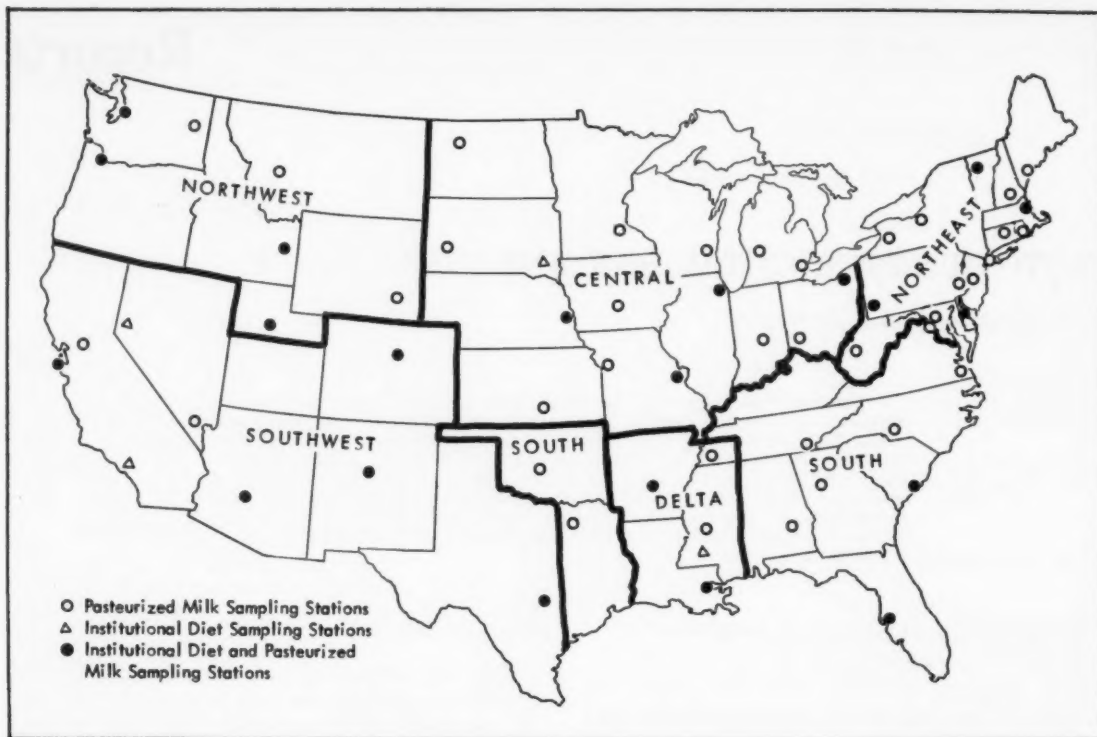 NORTHWEST
CENTRAL
NORTHEAST
SOUTHWEST
SOUTH
SOUTH
DELTA
○ Pasteurized Milk Sampling Stations
△ Institutional Diet Sampling Stations
● Institutional Diet and Pasteurized
Milk Sampling Stations